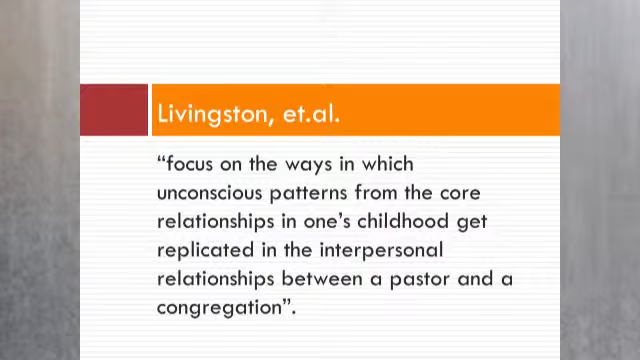 Livingston, et.al.
“focus on the ways in which
unconscious patterns from the core
relationships in one’s childhood get
replicated in the interpersonal
relationships between a pastor and a
congregation”.